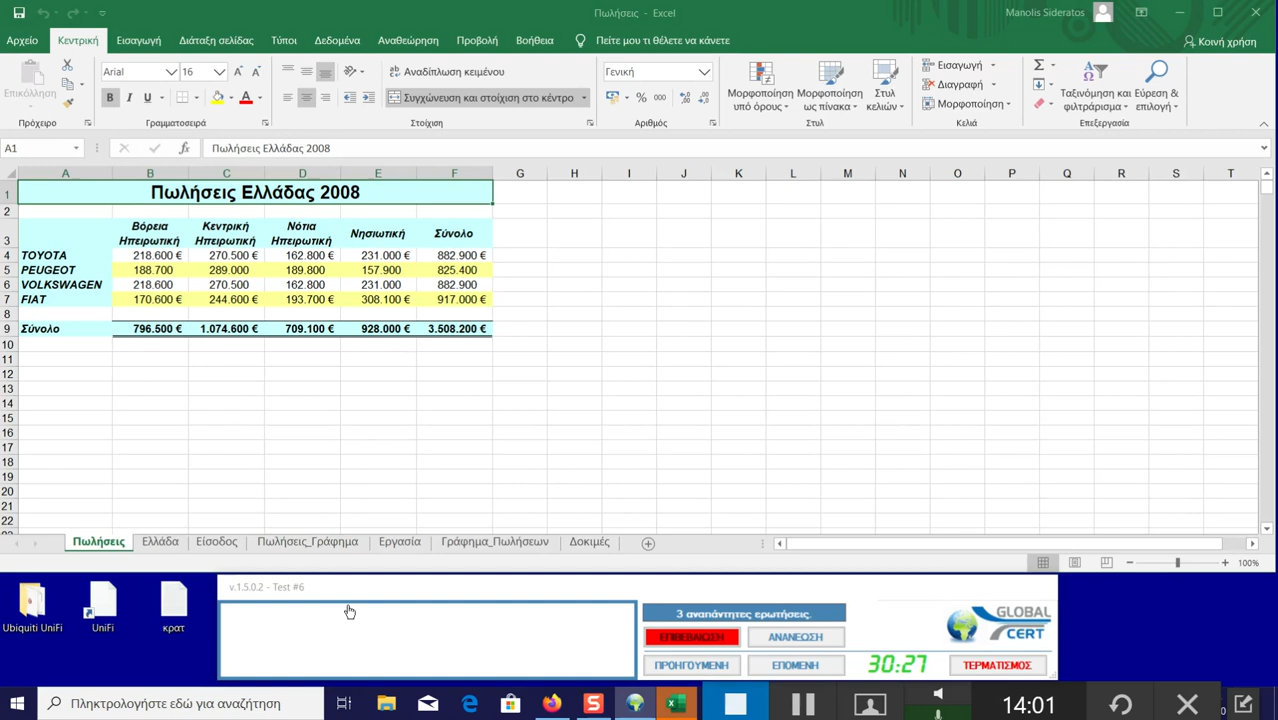 Πωλήσεις - Excel
Manolis Sideratos
Αρχείο Κεντρική Εισαγωγή Διάταξη σελίδας Τύποι Δεδομένα Αναθεώρηση Προβολή Βοήθεια Πείτε μου τι θέλετε να κάνετε Κοινή χρήση
Επικόλληση
Arial 16
B I U A
Αναδίπλωση κειμένου
Συγχώνευση και στοίχιση στο κέντρο
Γενική
% 000
Μορφοποίηση υπό όρους
Μορφοποίηση ως πίνακα
Στυλ κελιών
Εισαγωγή
Διαγραφή
Μορφοποίηση
Ταξινόμηση και φιλτράρισμα
Εύρεση & επιλογή
Πρόχειρο Γραμματοσειρά Στοίχιση Αριθμός Στυλ Κελιά Επεξεργασία
A1 fx Πωλήσεις Ελλάδας 2008
A B C D E F G H I J K L M N O P Q R S T
1 Πωλήσεις Ελλάδας 2008
2
3 Βόρεια Ηπειρωτική Κεντρική Ηπειρωτική Νότια Ηπειρωτική Νησιωτική Σύνολο
4 TOYOTA 218.600 € 270.500 € 162.800 € 231.000 € 882.900 €
5 PEUGEOT 188.700 289.000 189.800 157.900 825.400
6 VOLKSWAGEN 218.600 270.500 162.800 231.000 882.900
7 FIAT 170.600 € 244.600 € 193.700 € 308.100 € 917.000 €
8
9 Σύνολο 796.500 € 1.074.600 € 709.100 € 928.000 € 3.508.200 €
10
11
12
13
14
15
16
17
18
19
20
21
22
Πωλήσεις Ελλάδα Είσοδος Πωλήσεις_Γράφημα Εργασία Γράφημα_Πωλήσεων Δοκιμές
100%
v.1.5.0.2 - Test #6
3 αναπάντητες ερωτήσεις.
ΕΠΙΒΕΒΑΙΩΣΗ ΑΝΑΝΕΩΣΗ
ΠΡΟΗΓΟΥΜΕΝΗ ΕΠΟΜΕΝΗ 30:27 ΤΕΡΜΑΤΙΣΜΟΣ
GLOBAL
CERT
Ubiquiti UniFi UniFi κρατ
Πληκτρολογήστε εδώ για αναζήτηση
14:01